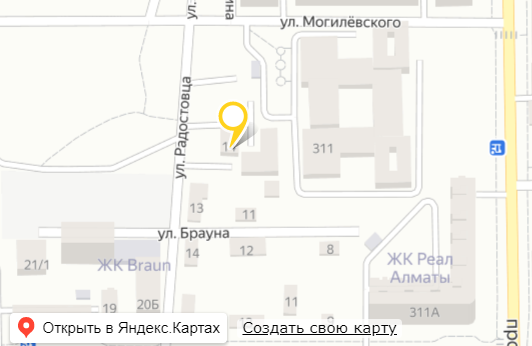 ул. Могилёвского
ул. Радостовца
311
13
11
ул. Брауна
21/1
ЖК Braun
14
12
8
ЖК Реал
Алматы
19
20Б
11
311А
Открыть в Яндекс.Картах
Создать свою карту